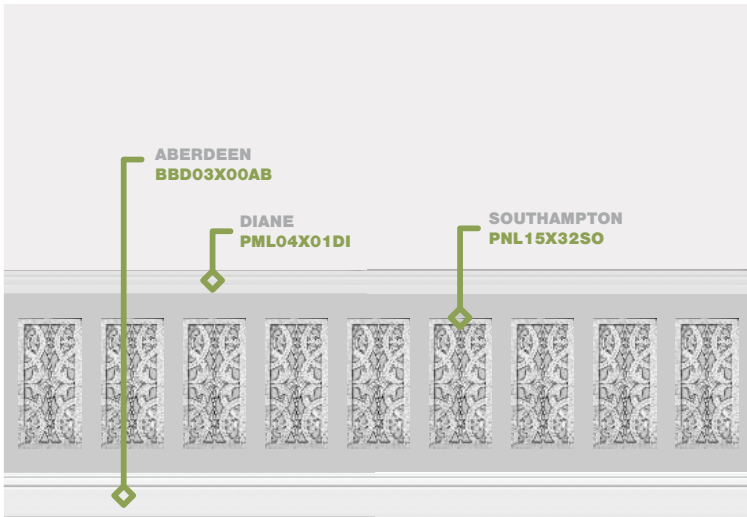 ABERDEEN
BBD03X00AB
DIANE
PML04X01DI
SOUTHAMPTON
PNL15X32SO